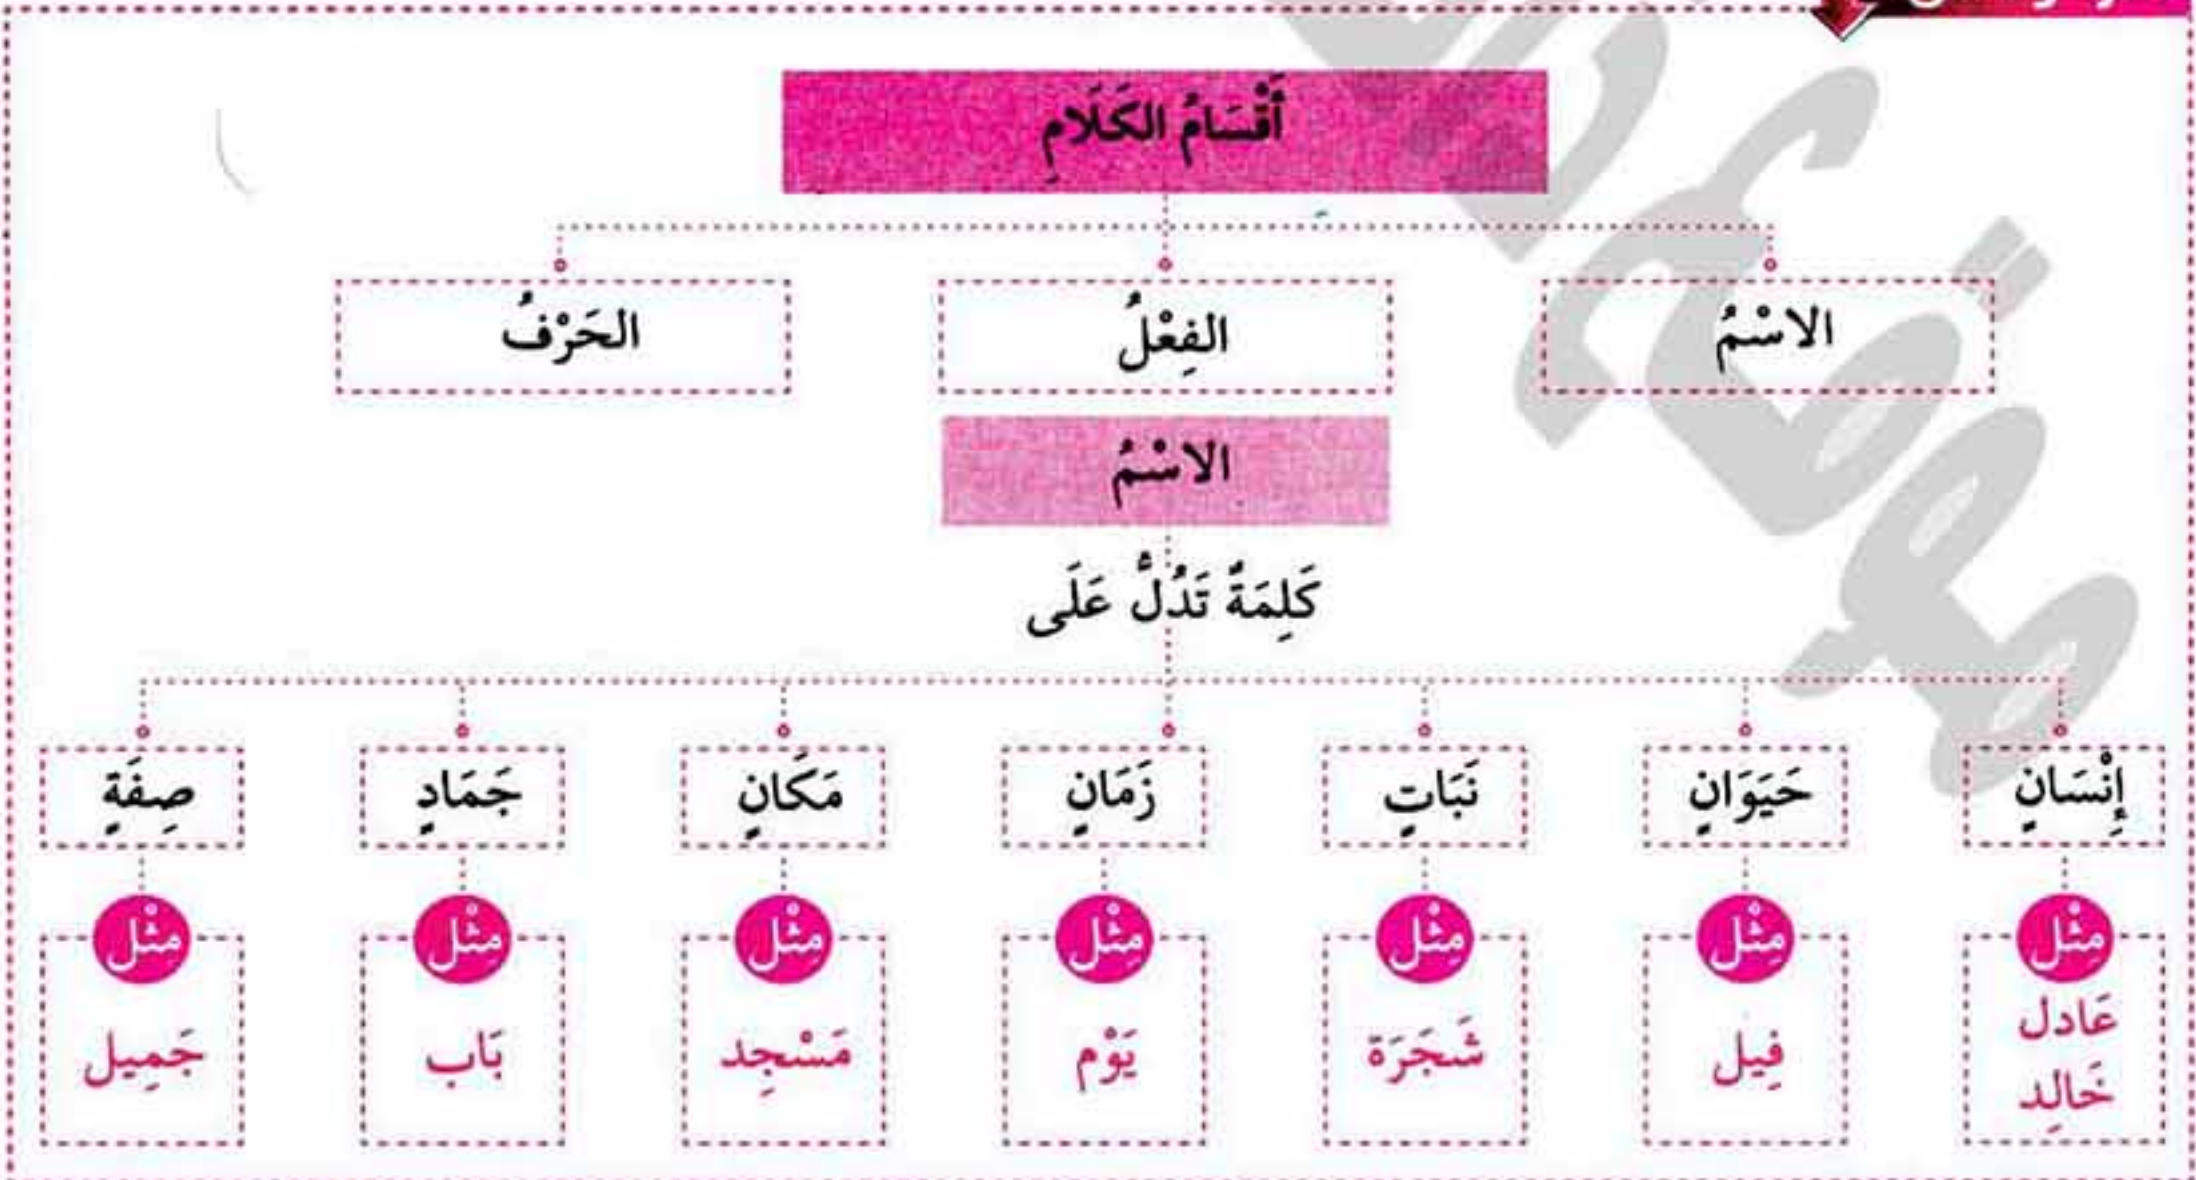 أَقْسَامُ الكَلَامِ
الاسْمُ
الفِعْلُ
الحَرْفُ
الاسْمُ
كَلِمَةٌ تَدُلُّ عَلَى
إِنْسَانٍ
حَيَوَانٍ
نَبَاتٍ
زَمَانٍ
مَكَانٍ
جَمَادٍ
صِفَةٍ
مِثْل
مِثْل
مِثْل
مِثْل
مِثْل
مِثْل
مِثْل
عَادل
خَالِد
فِيل
شَجَرَة
يَوْم
مَسْجِد
بَاب
جَمِيل